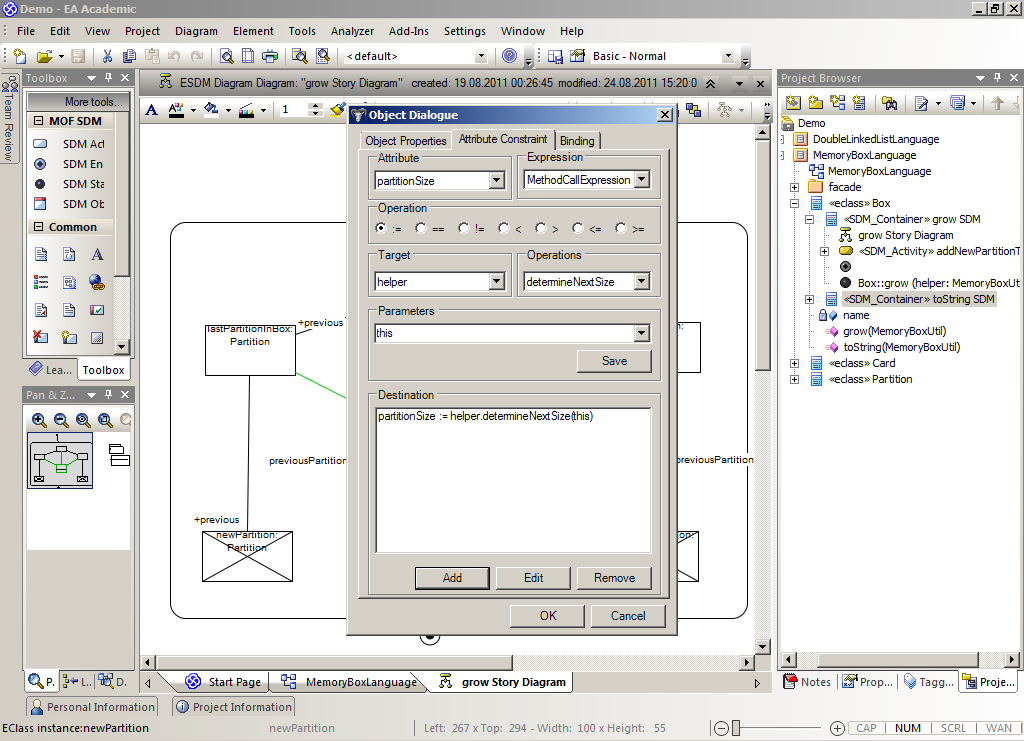 Demo - EA Academic
File Edit View Project Diagram Element Tools Analyzer Add-Ins Settings Window Help
<default>
Basic - Normal
Team Review
Toolbox
More tools...
MOF SDM
SDM Act
SDM En
SDM Sta
SDM Ob
Common
Lea...
Toolbox
Pan & Z...
P.
L..
D.
ESDM Diagram Diagram: "grow Story Diagram" created: 19.08.2011 00:26:45 modified: 24.08.2011 15:20:0
1
lastPartitionInBox:
Partition
+previous
previousPartition
+previous
newPartition:
Partition
n:
previousPartition
on:
Object Dialogue
Object Properties
Attribute Constraint
Binding
Attribute
partitionSize
Expression
MethodCallExpression
Operation
:= == != < > <= >=
Target
helper
Operations
determineNextSize
Parameters
this
Save
Destination
partitionSize := helper.determineNextSize(this)
Add
Edit
Remove
OK
Cancel
Start Page
MemoryBoxLanguage
grow Story Diagram
Project Browser
Demo
DoubleLinkedListLanguage
MemoryBoxLanguage
MemoryBoxLanguage
facade
«eclass» Box
«SDM_Container» grow SDM
grow Story Diagram
«SDM_Activity» addNewPartitionT
Box::grow (helper: MemoryBoxUt
«SDM_Container» toString SDM
name
grow(MemoryBoxUtil)
toString(MemoryBoxUtil)
«eclass» Card
«eclass» Partition
Notes
Prop...
Tagg...
Proje...
Personal Information
Project Information
EClass instance:newPartition
newPartition
Left: 267 x Top: 294 - Width: 100 x Height: 55
CAP
NUM
SCRL
WAN